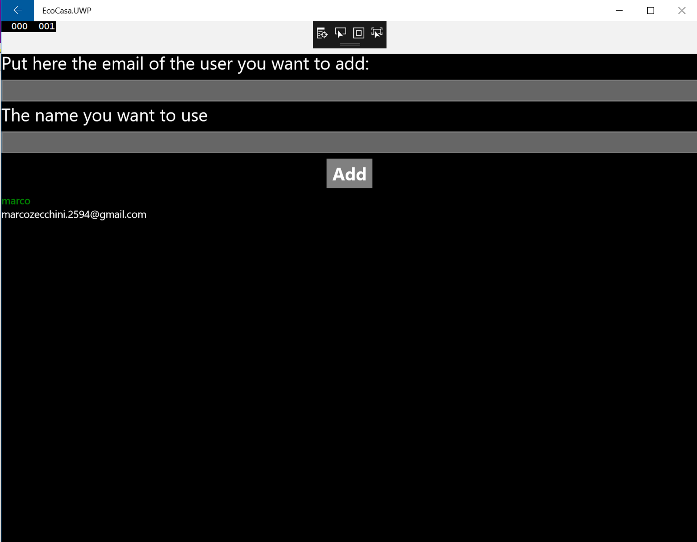 EcoCasa.UWP
000 001
Put here the email of the user you want to add:
The name you want to use
Add
marco
marcozecchini.2594@gmail.com